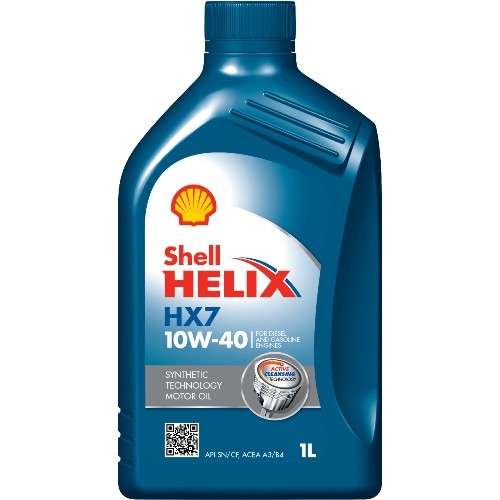 Shell
HELIX
HX7
10W-40
FOR DIESEL
AND GASOLINE
ENGINES
SYNTHETIC
TECHNOLOGY
MOTOR OIL
ACTIVE
CLEANSING
TECHNOLOGY
API SN/CF, ACEA A3/B4
1L